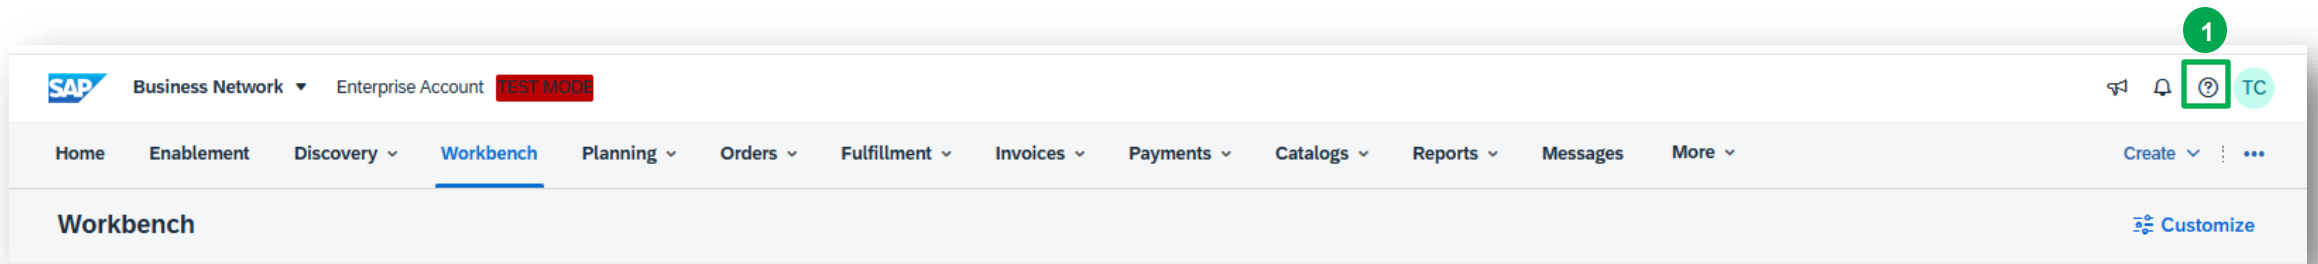 1
SAP Business Network Enterprise Account TEST MODE TC
Home Enablement Discovery Workbench Planning Orders Fulfillment Invoices Payments Catalogs Reports Messages More Create
Workbench Customize